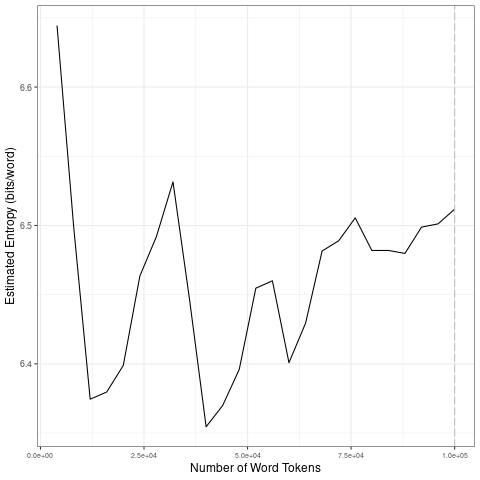 Estimated Entropy (bits/word)
6.6
6.5
6.4
0.0e+00 2.5e+04 5.0e+04 7.5e+04 1.0e+05
Number of Word Tokens